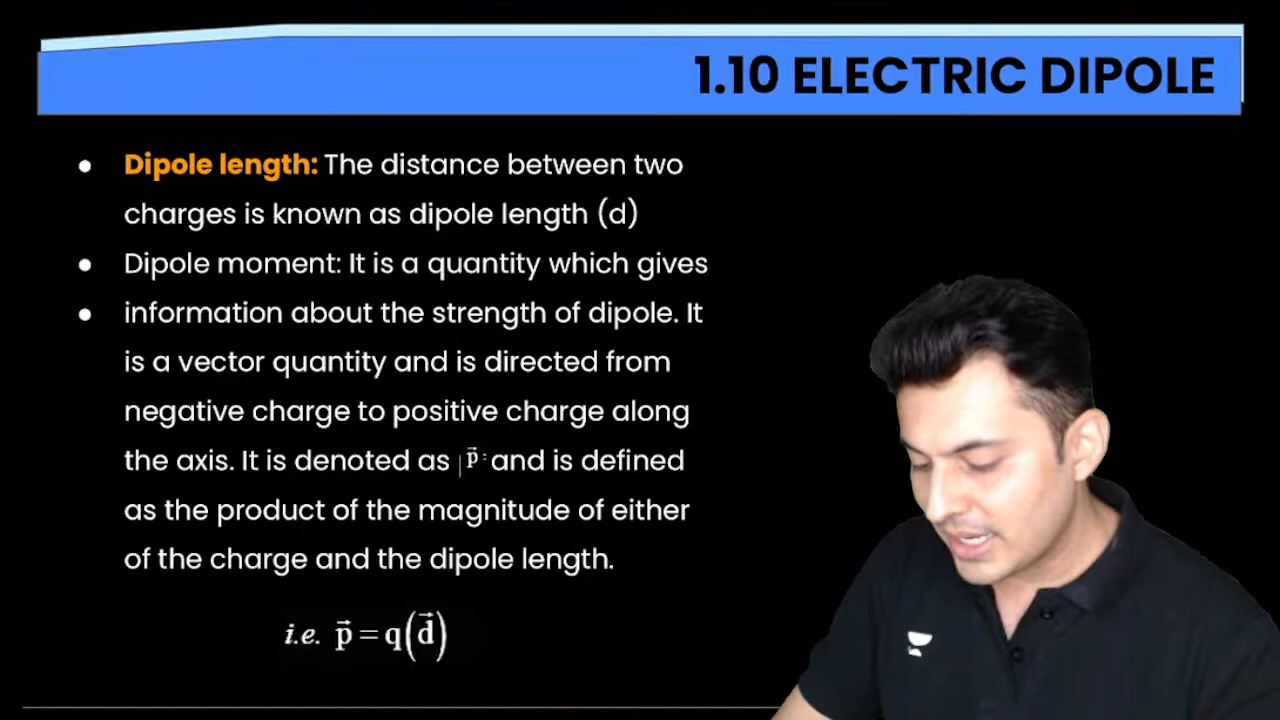 1.10 ELECTRIC DIPOLE
● Dipole length: The distance between two
charges is known as dipole length (d)
● Dipole moment: It is a quantity which gives
● information about the strength of dipole. It
is a vector quantity and is directed from
negative charge to positive charge along
the axis. It is denoted as p⃗ and is defined
as the product of the magnitude of either
of the charge and the dipole length.
i.e. p⃗ = q(d⃗)